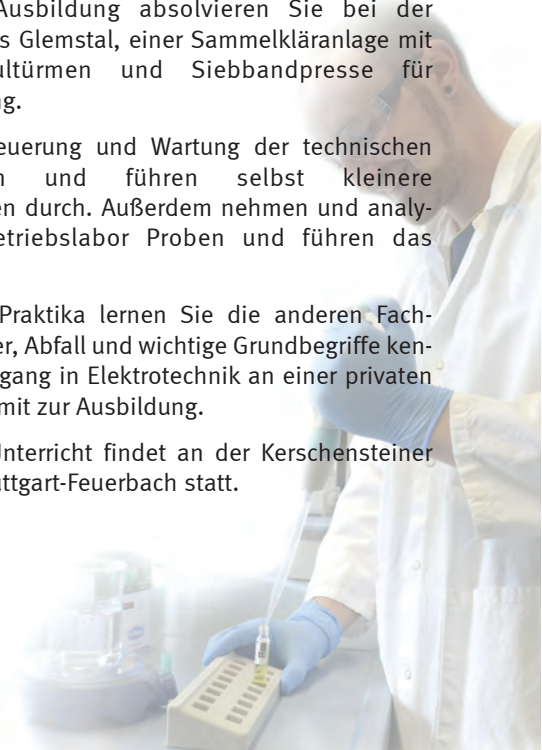 Ausbildung absolvieren Sie bei der
s Glemstal, einer Sammelkläranlage mit
ultürmen und Siebbandpresse für
g.
euerung und Wartung der technischen
n und führen selbst kleinere
en durch. Außerdem nehmen und analy-
etriebslabor Proben und führen das
Praktika lernen Sie die anderen Fach-
er, Abfall und wichtige Grundbegriffe ken-
gang in Elektrotechnik an einer privaten
mit zur Ausbildung.
Unterricht findet an der Kerschensteiner
uttgart-Feuerbach statt.